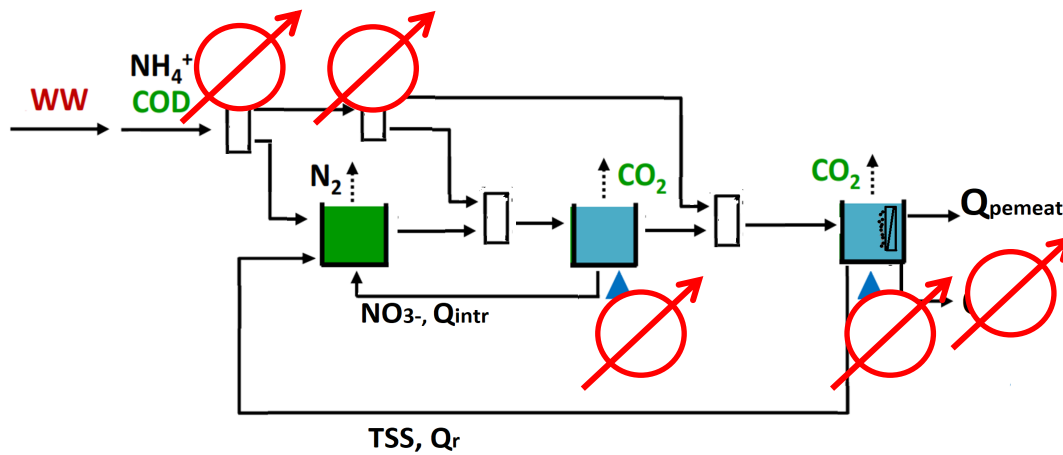 NH₄⁺
WW
COD
N₂
CO₂
CO₂
Qpemeat
NO3-, Qintr
TSS, Qr